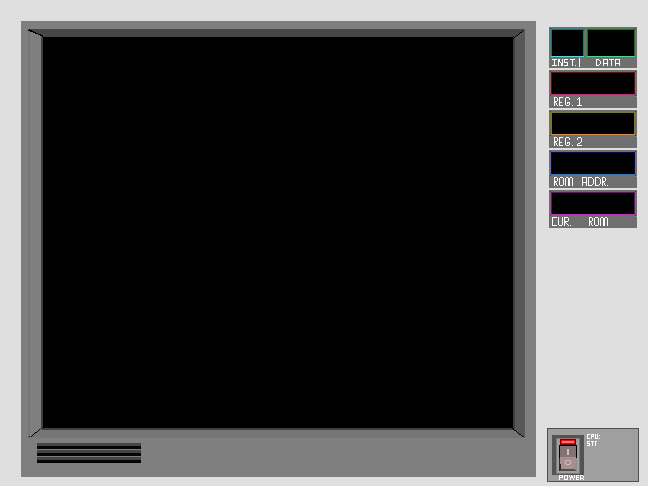 INST. DATA
REG. 1
REG. 2
ROM ADDR.
CUR. ROM
CPU:
POWER